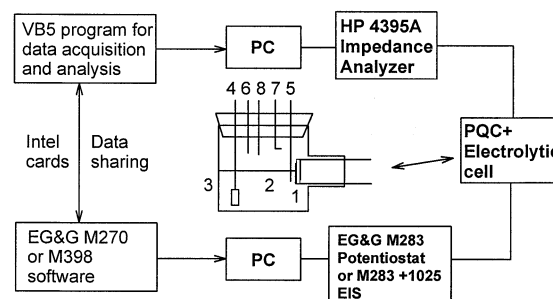 VB5 program for
data acquisition
and analysis
PC
HP 4395A
Impedance
Analyzer
4 6 8 7 5
Intel
cards
Data
sharing
3
2
1
PQC+
Electrolytic
cell
EG&G M270
or M398
software
PC
EG&G M283
Potentiostat
or M283 +1025
EIS